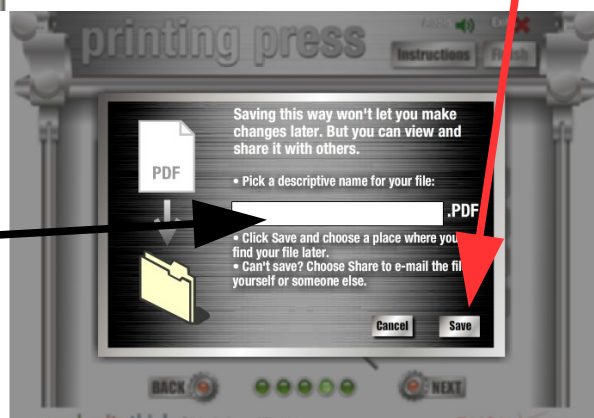 printing press
Instructions
Saving this way won't let you make
changes later. But you can view and
share it with others.
PDF
• Pick a descriptive name for your file:
.PDF
• Click Save and choose a place where you
find your file later.
• Can't save? Choose Share to e-mail the
yourself or someone else.
Cancel Save
BACK NEXT